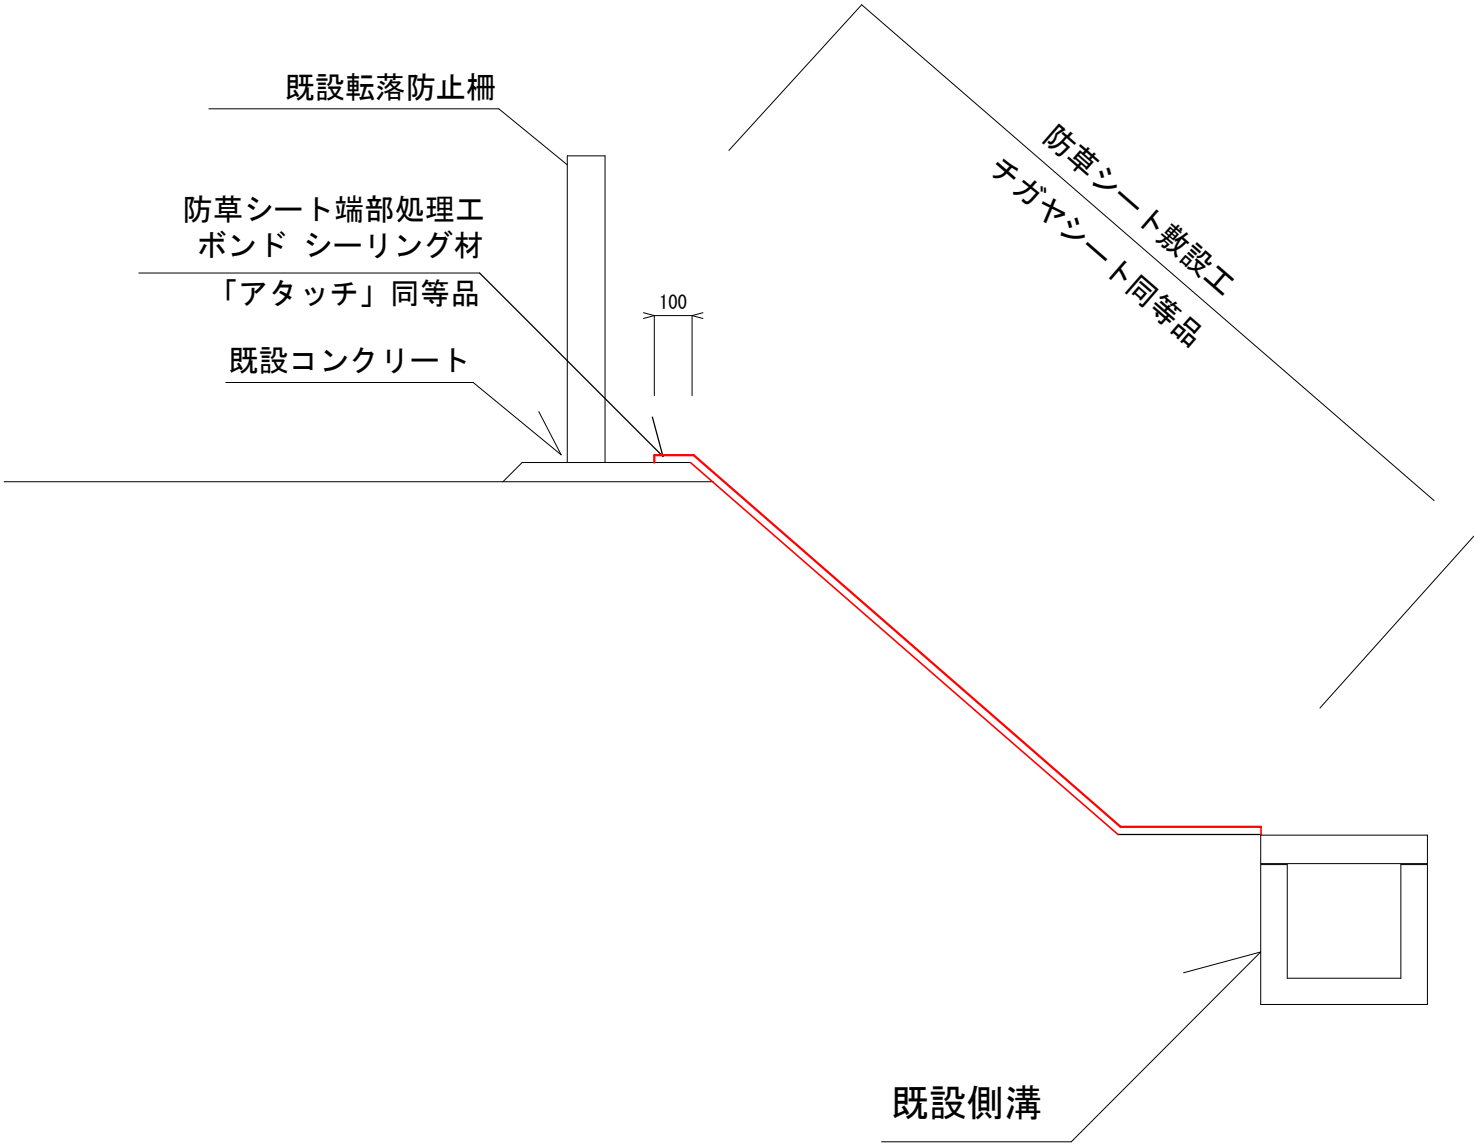 既設転落防止柵
防草シート端部処理工
ボンド シーリング材
「アタッチ」同等品
100
既設コンクリート
防草シート敷設工
チガヤシート同等品
既設側溝